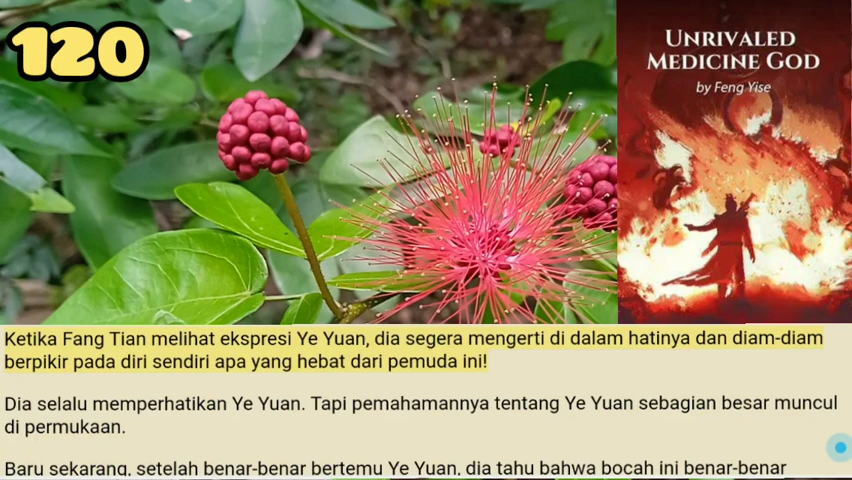 120
UNRIVALED
MEDICINE GOD
by Feng Yise
Ketika Fang Tian melihat ekspresi Ye Yuan, dia segera mengerti di dalam hatinya dan diam-diam
berpikir pada diri sendiri apa yang hebat dari pemuda ini!
Dia selalu memperhatikan Ye Yuan. Tapi pemahamannya tentang Ye Yuan sebagian besar muncul
di permukaan.
Baru sekarang, setelah benar-benar bertemu Ye Yuan, dia tahu bahwa bocah ini benar-benar